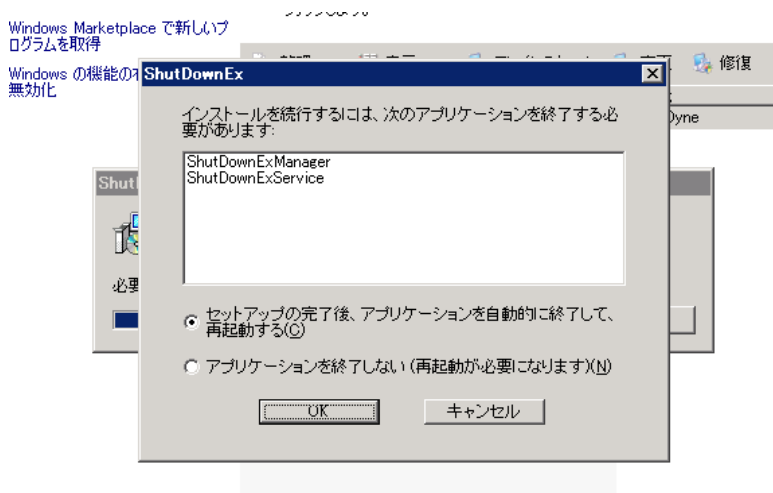 Windows Marketplace で新しいプ
ログラムを取得
Windows の機能の有
無効化
修復
Dyne
ShutDownEx
インストールを続行するには、次のアプリケーションを終了する必
要があります:
ShutDownExManager
ShutDownExService
セットアップの完了後、アプリケーションを自動的に終了して、
再起動する(C)
アプリケーションを終了しない (再起動が必要になります)(N)
OK
キャンセル
Shut
必要